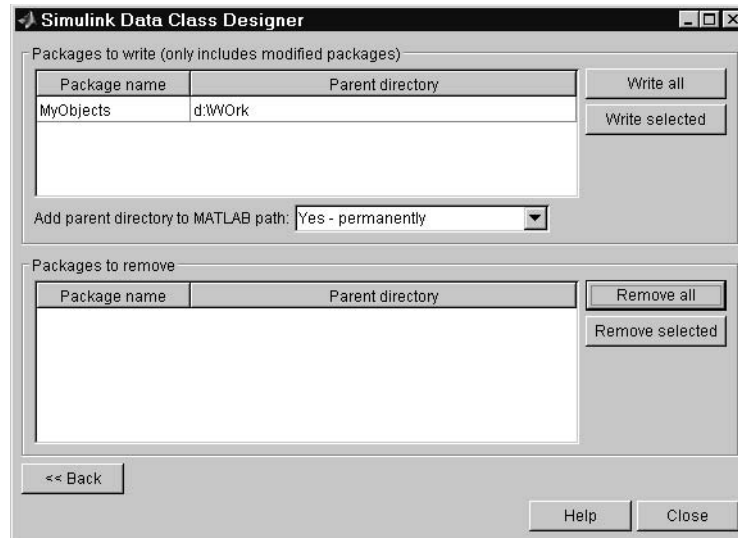 Simulink Data Class Designer
Packages to write (only includes modified packages)
Package name Parent directory
MyObjects d:\WOrk
Write all
Write selected
Add parent directory to MATLAB path: Yes - permanently
Packages to remove
Package name Parent directory
Remove all
Remove selected
<< Back
Help Close